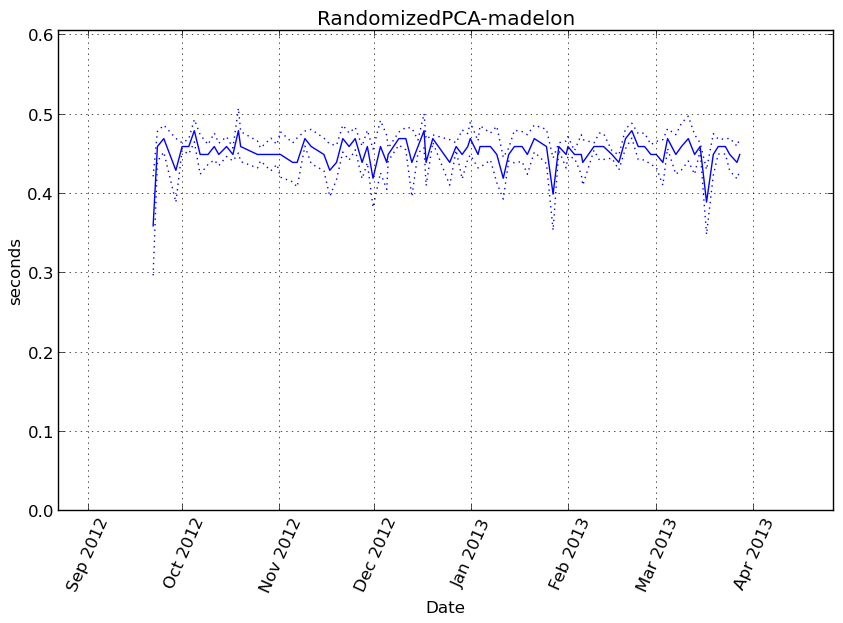 RandomizedPCA-madelon
0.6
0.5
0.4
0.3
0.2
0.1
0.0
seconds
Sep 2012
Oct 2012
Nov 2012
Dec 2012
Jan 2013
Feb 2013
Mar 2013
Apr 2013
Date